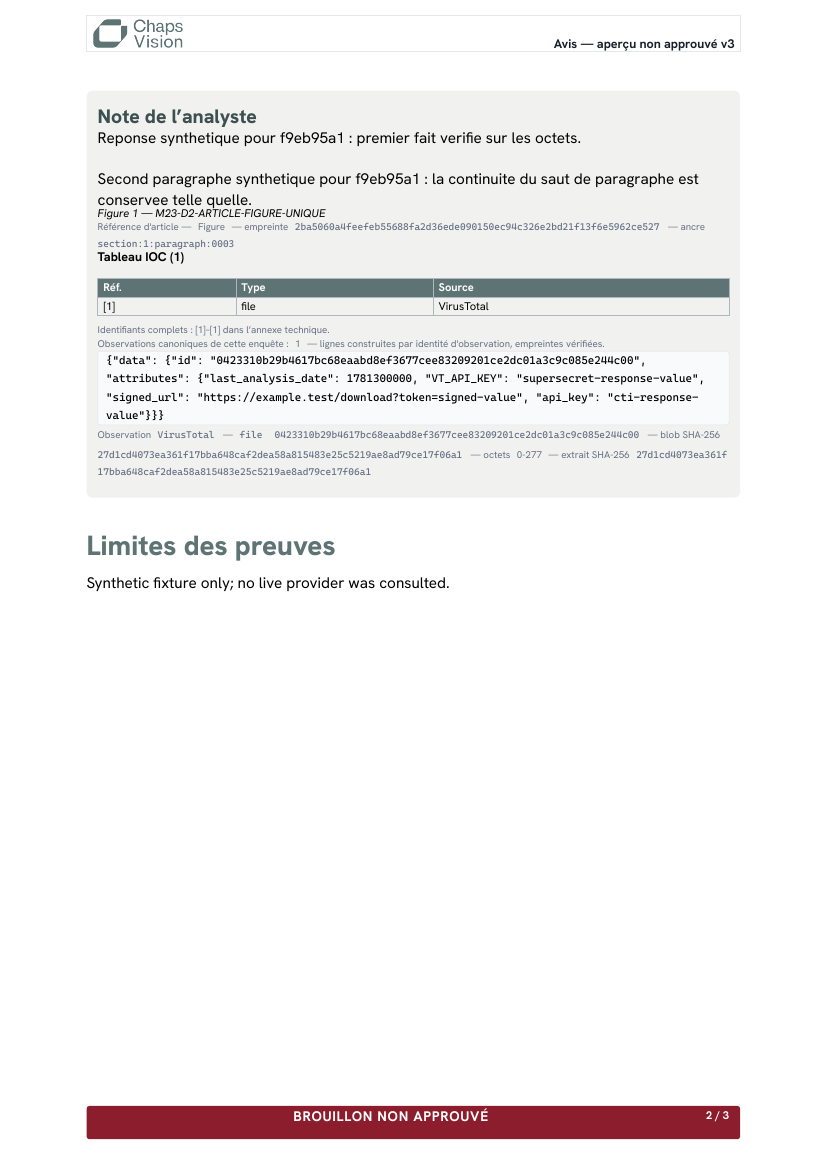 Chaps
Vision
Avis — aperçu non approuvé v3
Note de l’analyste
Reponse synthetique pour f9eb95a1 : premier fait verifie sur les octets.
Second paragraphe synthetique pour f9eb95a1 : la continuite du saut de paragraphe est
conservee telle quelle.
Figure 1 — M23-D2-ARTICLE-FIGURE-UNIQUE
Référence d'article — Figure — empreinte 2ba5060a4feefeb55688fa2d36ede090150ec94c326e2bd21f13f6e5962ce527 — ancre
section:1:paragraph:0003
Tableau IOC (1)
Réf. Type Source
[1] file VirusTotal
Identifiants complets : [1]–[1] dans l'annexe technique.
Observations canoniques de cette enquête : 1 — lignes construites par identité d'observation, empreintes vérifiées.
{"data": {"id": "0423310b29b4617bc68eaabd8ef3677cee83209201ce2dc01a3c9c085e244c00",
"attributes": {"last_analysis_date": 1781300000, "VT_API_KEY": "supersecret-response-value",
"signed_url": "https://example.test/download?token=signed-value", "api_key": "cti-response-
value"}}}
Observation VirusTotal — file 0423310b29b4617bc68eaabd8ef3677cee83209201ce2dc01a3c9c085e244c00 — blob SHA-256
27d1cd4073ea361f17bba648caf2dea58a815483e25c5219ae8ad79ce17f06a1 — octets 0-277 — extrait SHA-256 27d1cd4073ea361f
17bba648caf2dea58a815483e25c5219ae8ad79ce17f06a1
Limites des preuves
Synthetic fixture only; no live provider was consulted.
BROUILLON NON APPROUVÉ
2 / 3